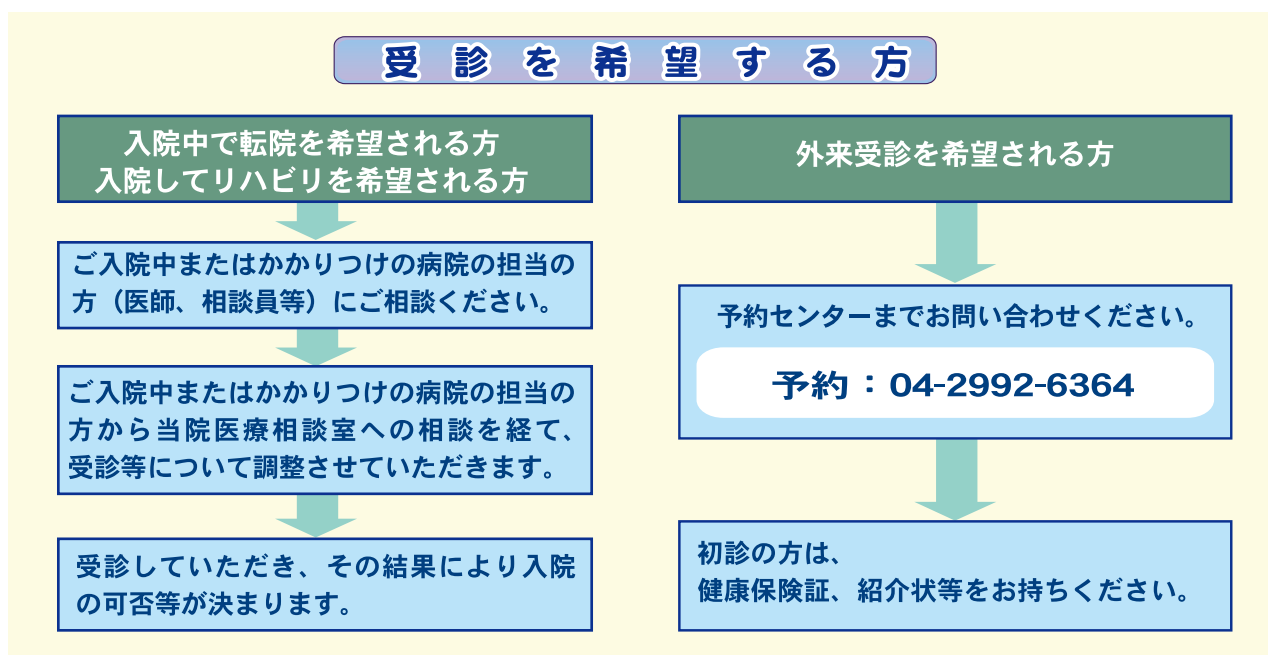 受診を希望する方
入院中で転院を希望される方
入院してリハビリを希望される方
ご入院中またはかかりつけの病院の担当の
方（医師、相談員等）にご相談ください。
ご入院中またはかかりつけの病院の担当の
方から当院医療相談室への相談を経て、
受診等について調整させていただきます。
受診していただき、その結果により入院
の可否等が決まります。
外来受診を希望される方
予約センターまでお問い合わせください。
予約：04-2992-6364
初診の方は、
健康保険証、紹介状等をお持ちください。